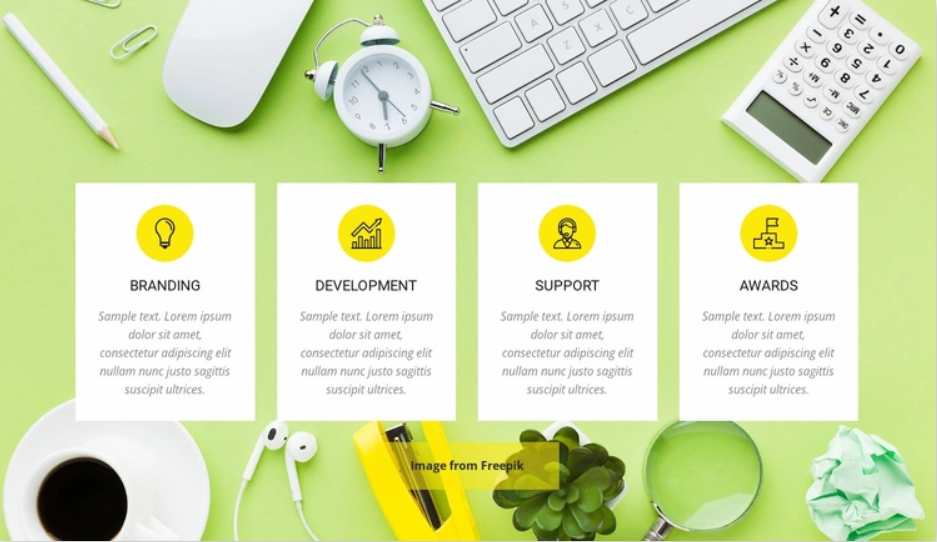 BRANDING
Sample text. Lorem ipsum
dolor sit amet,
consectetur adipiscing elit
nullam nunc justo sagittis
suscipit ultrices.
DEVELOPMENT
Sample text. Lorem ipsum
dolor sit amet,
consectetur adipiscing elit
nullam nunc justo sagittis
suscipit ultrices.
SUPPORT
Sample text. Lorem ipsum
dolor sit amet,
consectetur adipiscing elit
nullam nunc justo sagittis
suscipit ultrices.
AWARDS
Sample text. Lorem ipsum
dolor sit amet,
consectetur adipiscing elit
nullam nunc justo sagittis
suscipit ultrices.
Image from Freepik